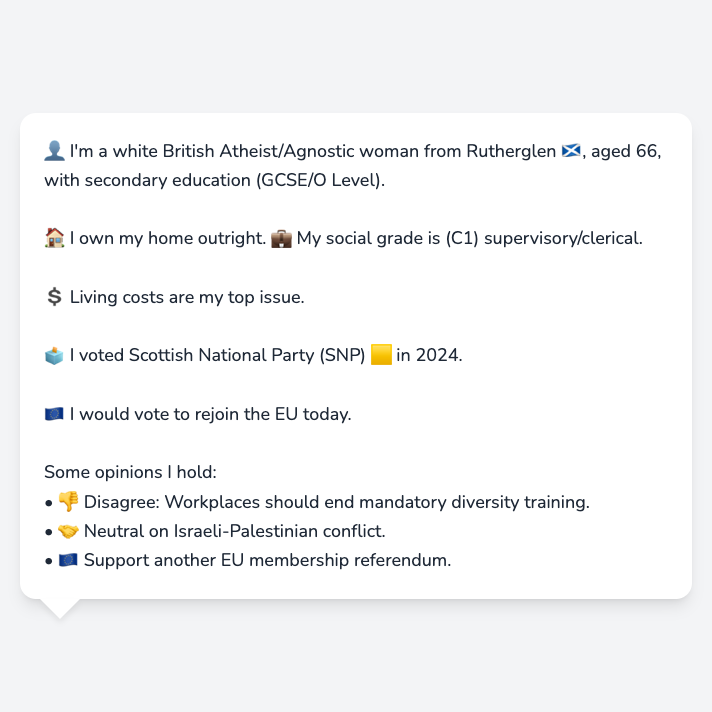 👤 I'm a white British Atheist/Agnostic woman from Rutherglen 🏴󠁧󠁢󠁳󠁣󠁴󠁿, aged 66,
with secondary education (GCSE/O Level).
🏠 I own my home outright. 💼 My social grade is (C1) supervisory/clerical.
💲 Living costs are my top issue.
🗳️ I voted Scottish National Party (SNP) 🟨 in 2024.
🇪🇺 I would vote to rejoin the EU today.
Some opinions I hold:
• 👎 Disagree: Workplaces should end mandatory diversity training.
• 🤝 Neutral on Israeli-Palestinian conflict.
• 🇪🇺 Support another EU membership referendum.